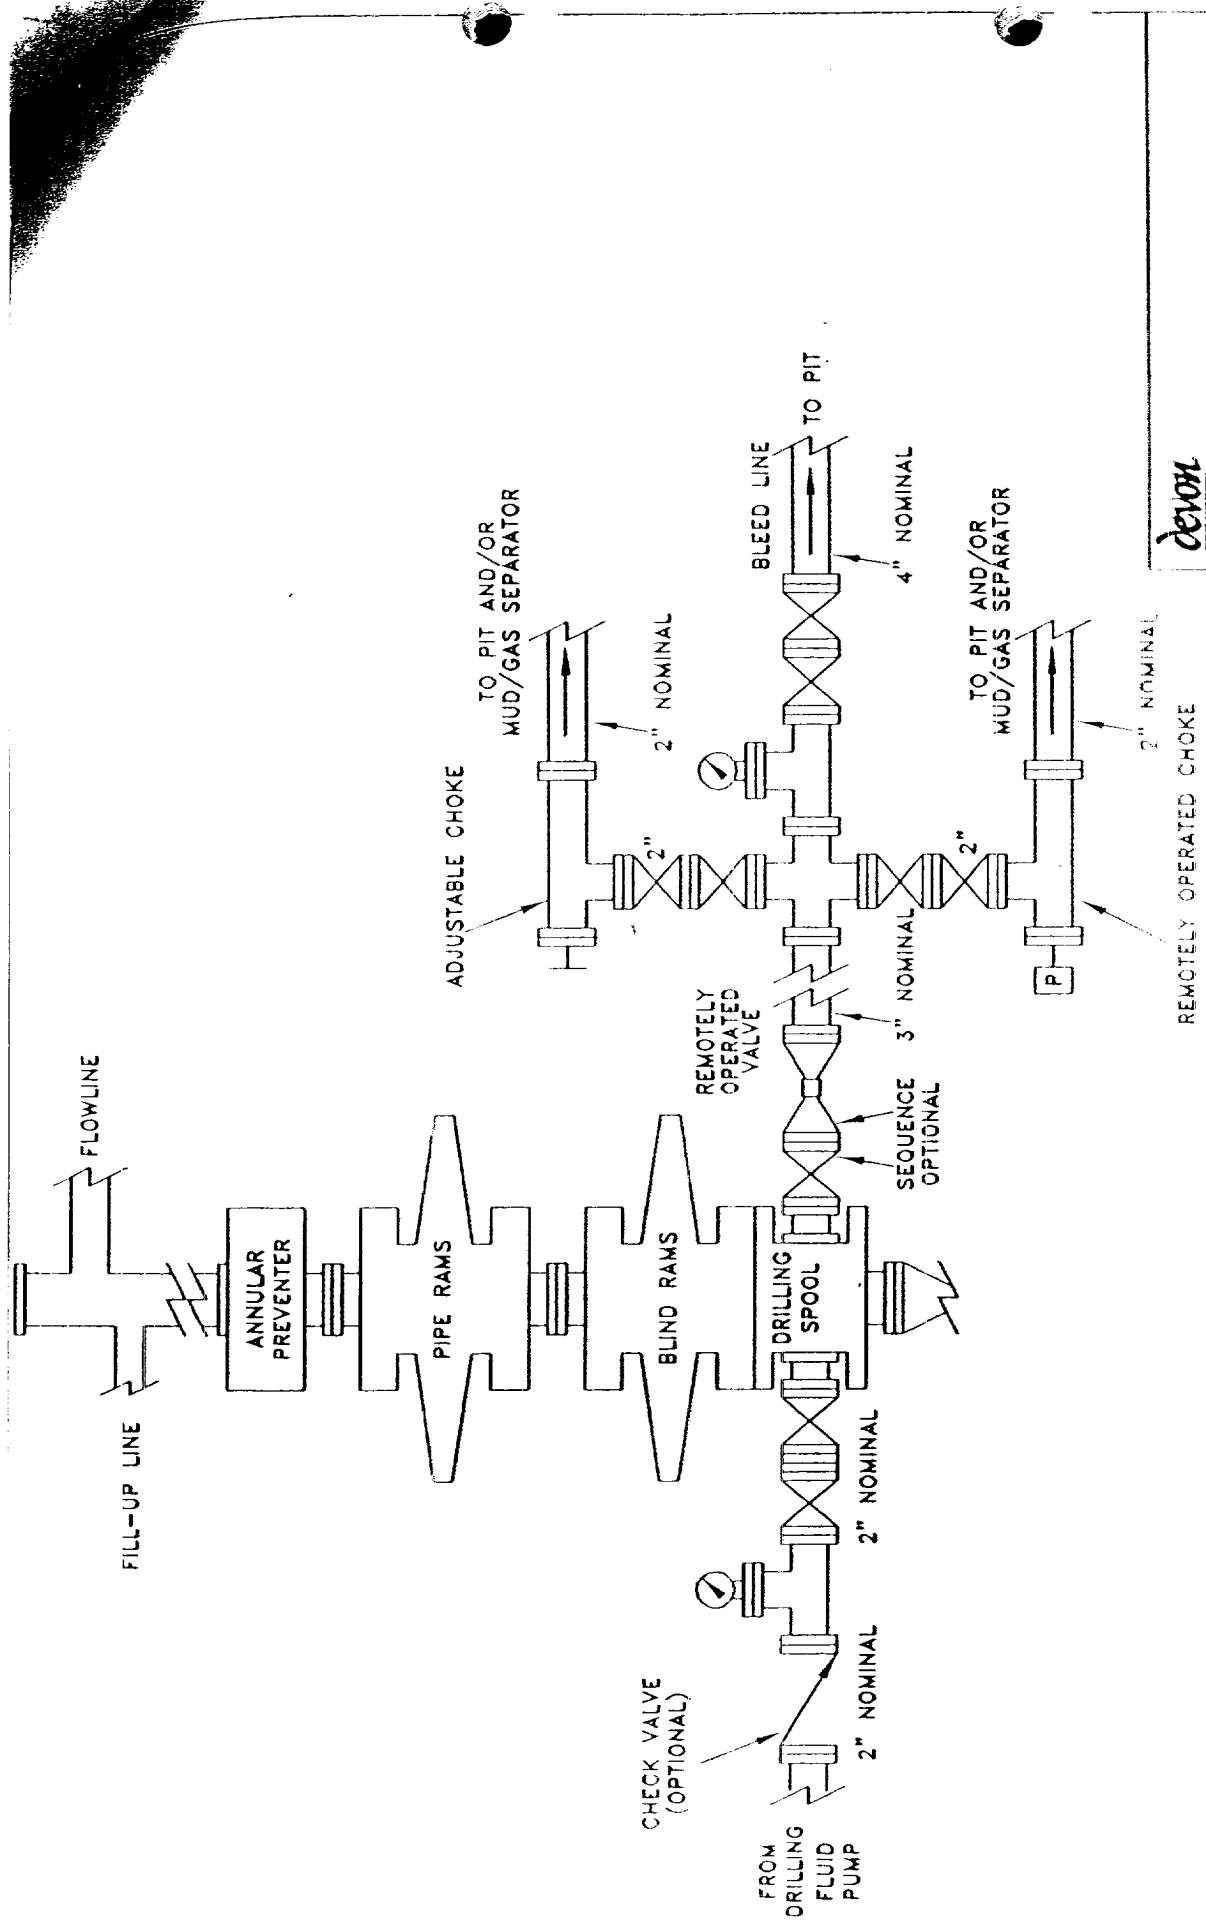 FLOWLINE
FILL-UP LINE
ANNULAR
PREVENTER
PIPE RAMS
BLIND RAMS
DRILLING
SPOOL
CHECK VALVE
(OPTIONAL)
FROM
DRILLING
FLUID
PUMP
2" NOMINAL
2" NOMINAL
SEQUENCE
OPTIONAL
REMOTELY
OPERATED
VALVE
3" NOMINAL
ADJUSTABLE CHOKE
2"
2" NOMINAL
TO PIT AND/OR
MUD/GAS SEPARATOR
BLEED LINE
TO PIT
4" NOMINAL
2"
P
REMOTELY OPERATED CHOKE
2" NOMINAL
TO PIT AND/OR
MUD/GAS SEPARATOR
devon